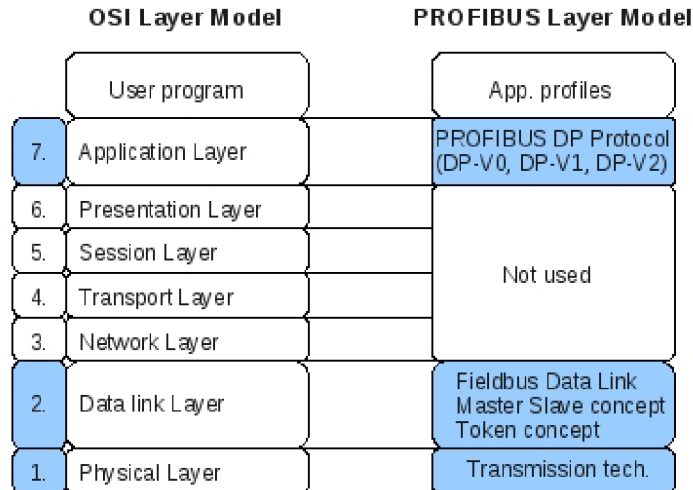 OSI Layer Model
PROFIBUS Layer Model
User program
App. profiles
7.
Application Layer
PROFIBUS DP Protocol
(DP-V0, DP-V1, DP-V2)
6.
Presentation Layer
5.
Session Layer
4.
Transport Layer
3.
Network Layer
Not used
2.
Data link Layer
Fieldbus Data Link
Master Slave concept
Token concept
1.
Physical Layer
Transmission tech.